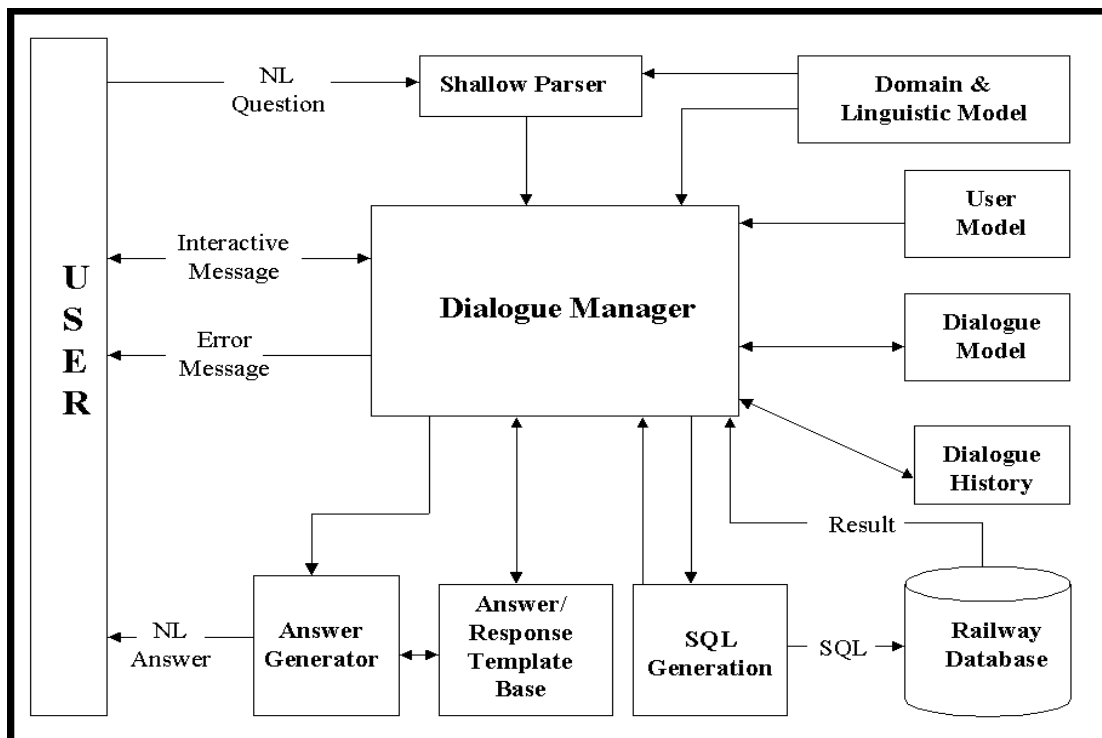 NL
Question
Shallow Parser
Domain &
Linguistic Model
User
Model
Interactive
Message
U
S
E
R
Dialogue Manager
Error
Message
Dialogue
Model
Dialogue
History
Result
NL
Answer
Answer
Generator
Answer/
Response
Template
Base
SQL
Generation
SQL
Railway
Database